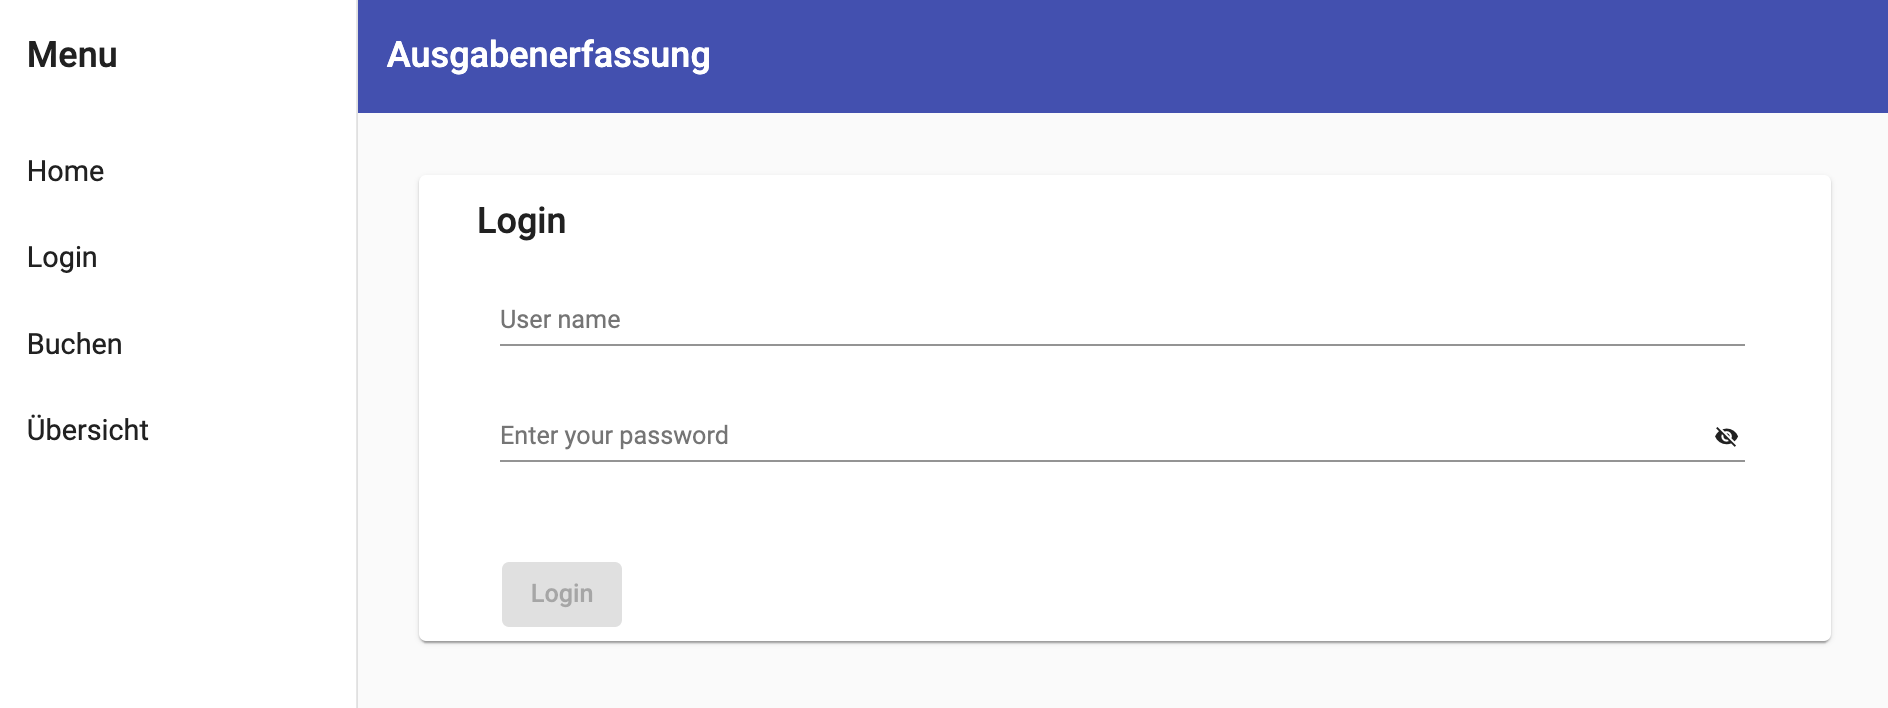 Menu
Home
Login
Buchen
Übersicht
Ausgabenerfassung
Login
User name
Enter your password
Login